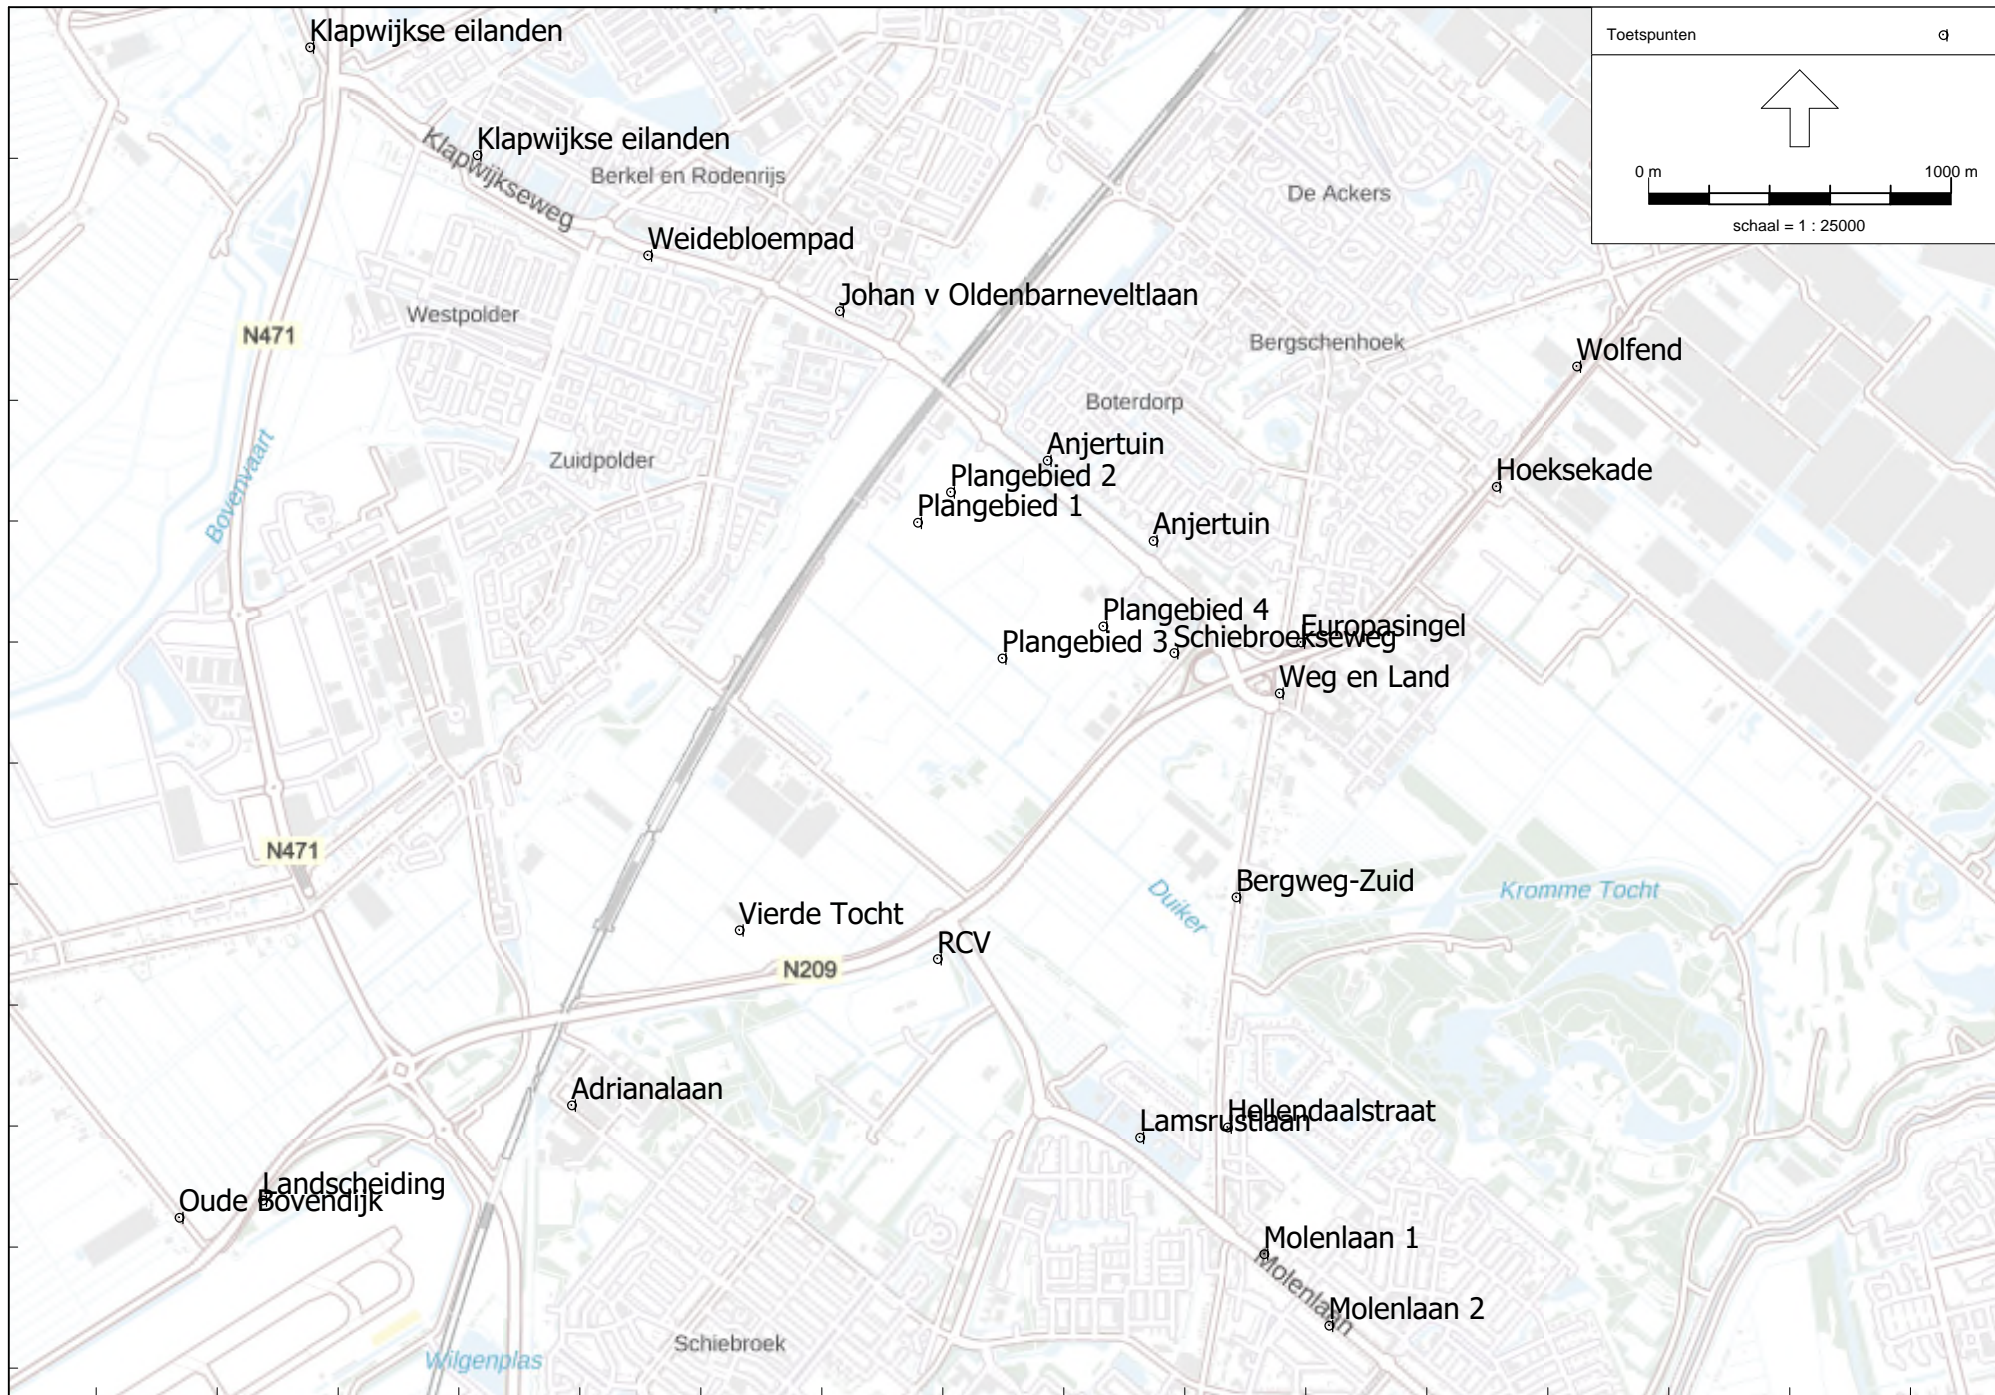 Klapwijkse eilanden
Toetspunten
0 m
1000 m
schaal = 1 : 25000
Klapwijkse eilanden
Klapwijkseweg
Berkel en Rodenrijs
De Ackers
Weidebloempad
Johan v Oldenbarneveltlaan
Westpolder
N471
Bergschenhoek
Wolfend
Boterdorp
Anjertuin
Zuidpolder
Plangebied 2
Hoeksekade
Bovenvaart
Plangebied 1
Anjertuin
Plangebied 4
Europasingel
Plangebied 3
Schiebroekseweg
Weg en Land
N471
Bergweg-Zuid
Kromme Tocht
Duiker
Vierde Tocht
RCV
N209
Adrianalaan
Hollendaalstraat
Lamsrustlaan
Landscheiding
Oude Bovendijk
Molenlaan 1
Molenlaan
Molenlaan 2
Schiebroek
Wilgenplas